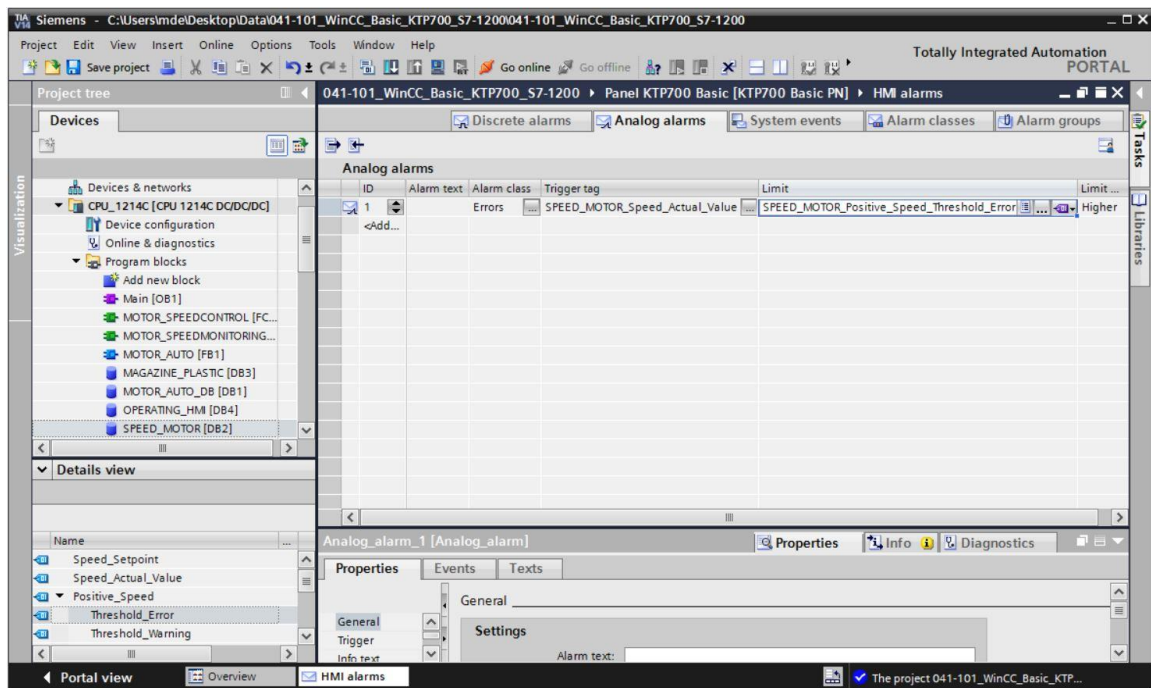 TIA V14 Siemens - C:\Users\mde\Desktop\Data\041-101_WinCC_Basic_KTP700_S7-1200\041-101_WinCC_Basic_KTP700_S7-1200
Project Edit View Insert Online Options Tools Window Help
Save project Go online Go offline
Totally Integrated Automation
PORTAL
Project tree
041-101_WinCC_Basic_KTP700_S7-1200 Panel KTP700 Basic [KTP700 Basic PN] HMI alarms
Devices
Discrete alarms Analog alarms System events Alarm classes Alarm groups
Tasks
Libraries
Visualization
Analog alarms
ID Alarm text Alarm class Trigger tag Limit Limit ...
1 Errors ... SPEED_MOTOR_Speed_Actual_Value ... SPEED_MOTOR_Positive_Speed_Threshold_Error ... Higher
<Add...
Devices & networks
CPU_1214C [CPU 1214C DC/DC/DC]
Device configuration
Online & diagnostics
Program blocks
Add new block
Main [OB1]
MOTOR_SPEEDCONTROL [FC...
MOTOR_SPEEDMONITORING...
MOTOR_AUTO [FB1]
MAGAZINE_PLASTIC [DB3]
MOTOR_AUTO_DB [DB1]
OPERATING_HMI [DB4]
SPEED_MOTOR [DB2]
Details view
Name ...
Speed_Setpoint
Speed_Actual_Value
Positive_Speed
Threshold_Error
Threshold_Warning
Analog_alarm_1 [Analog_alarm]
Properties Info Diagnostics
Properties Events Texts
General
Trigger
Info text
General
Settings
Alarm text:
Portal view Overview HMI alarms The project 041-101_WinCC_Basic_KTP...